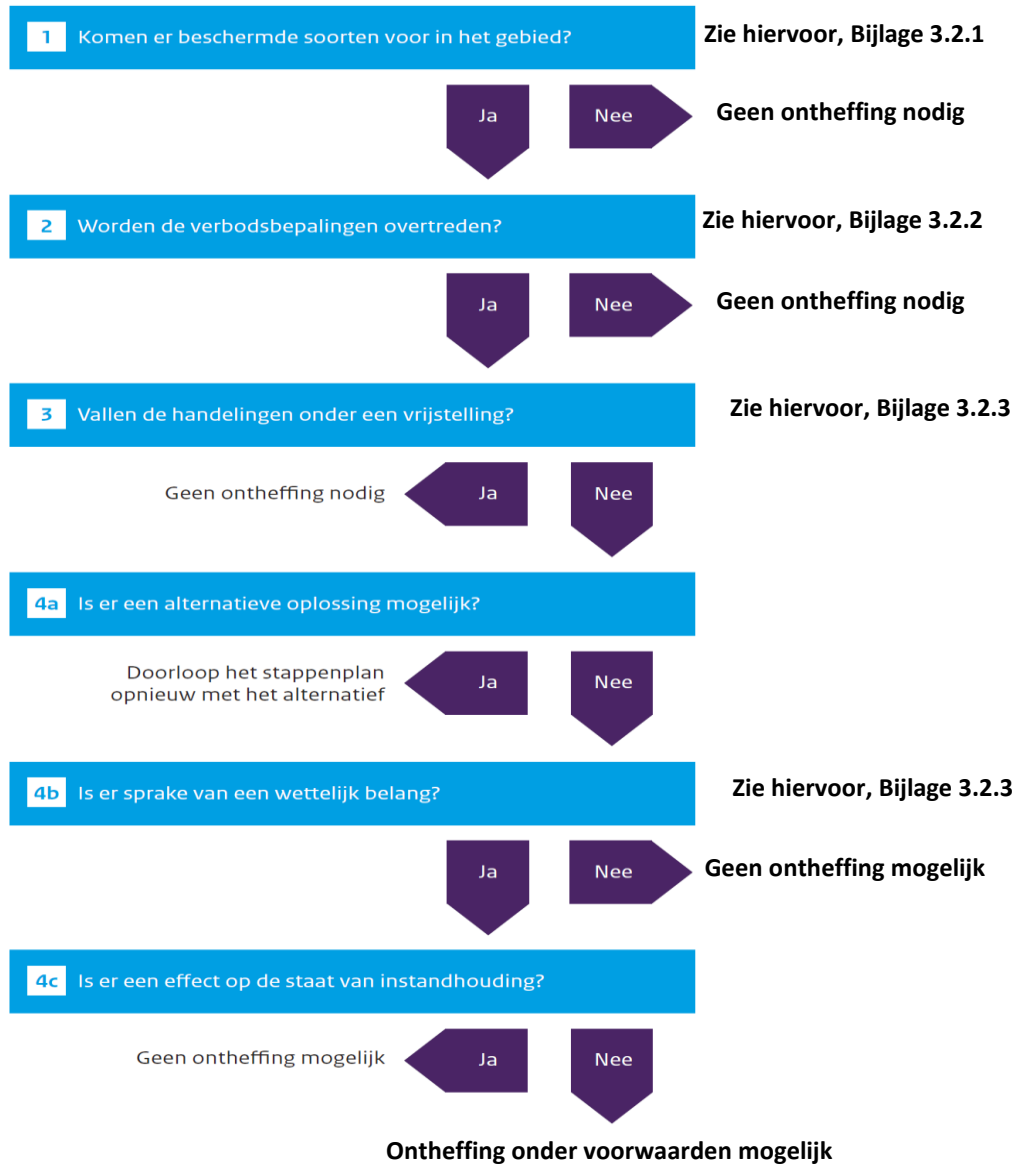 1 Komen er beschermde soorten voor in het gebied?
Zie hiervoor, Bijlage 3.2.1
Ja
Nee
Geen ontheffing nodig
2 Worden de verbodsbepalingen overtreden?
Zie hiervoor, Bijlage 3.2.2
Ja
Nee
Geen ontheffing nodig
3 Vallen de handelingen onder een vrijstelling?
Zie hiervoor, Bijlage 3.2.3
Geen ontheffing nodig
Ja
Nee
4a Is er een alternatieve oplossing mogelijk?
Doorloop het stappenplan
opnieuw met het alternatief
Ja
Nee
4b Is er sprake van een wettelijk belang?
Zie hiervoor, Bijlage 3.2.3
Ja
Nee
Geen ontheffing mogelijk
4c Is er een effect op de staat van instandhouding?
Geen ontheffing mogelijk
Ja
Nee
Ontheffing onder voorwaarden mogelijk